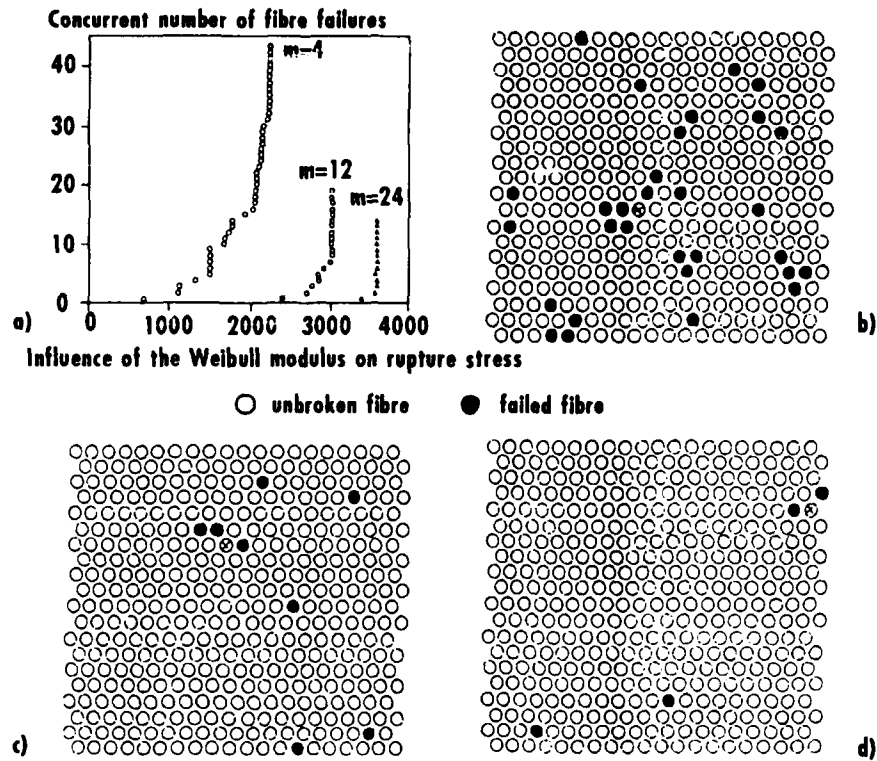 Concurrent number of fibre failures
40
30
20
10
0
m=4
m=12
m=24
0 1000 2000 3000 4000
a)
b)
Influence of the Weibull modulus on rupture stress
unbroken fibre failed fibre
c)
d)